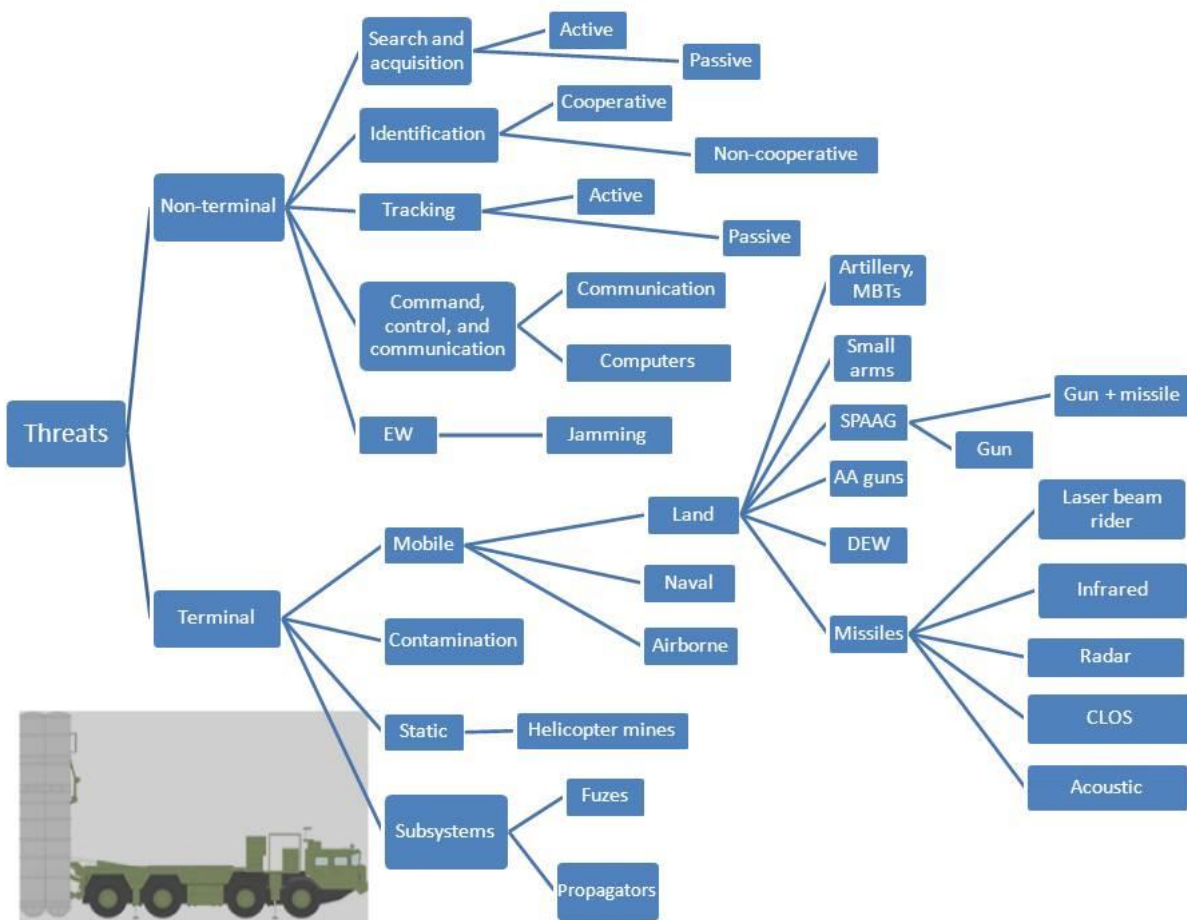 Search and
acquisition
Active
Passive
Identification
Cooperative
Non-cooperative
Non-terminal
Tracking
Active
Passive
Command,
control, and
communication
Communication
Computers
EW
Jamming
Threats
Terminal
Mobile
Land
Naval
Airborne
Artillery,
MBTs
Small
arms
SPAAG
Gun + missile
Gun
AA guns
DEW
Missiles
Laser beam
rider
Infrared
Radar
CLOS
Acoustic
Contamination
Static
Helicopter mines
Subsystems
Fuzes
Propagators